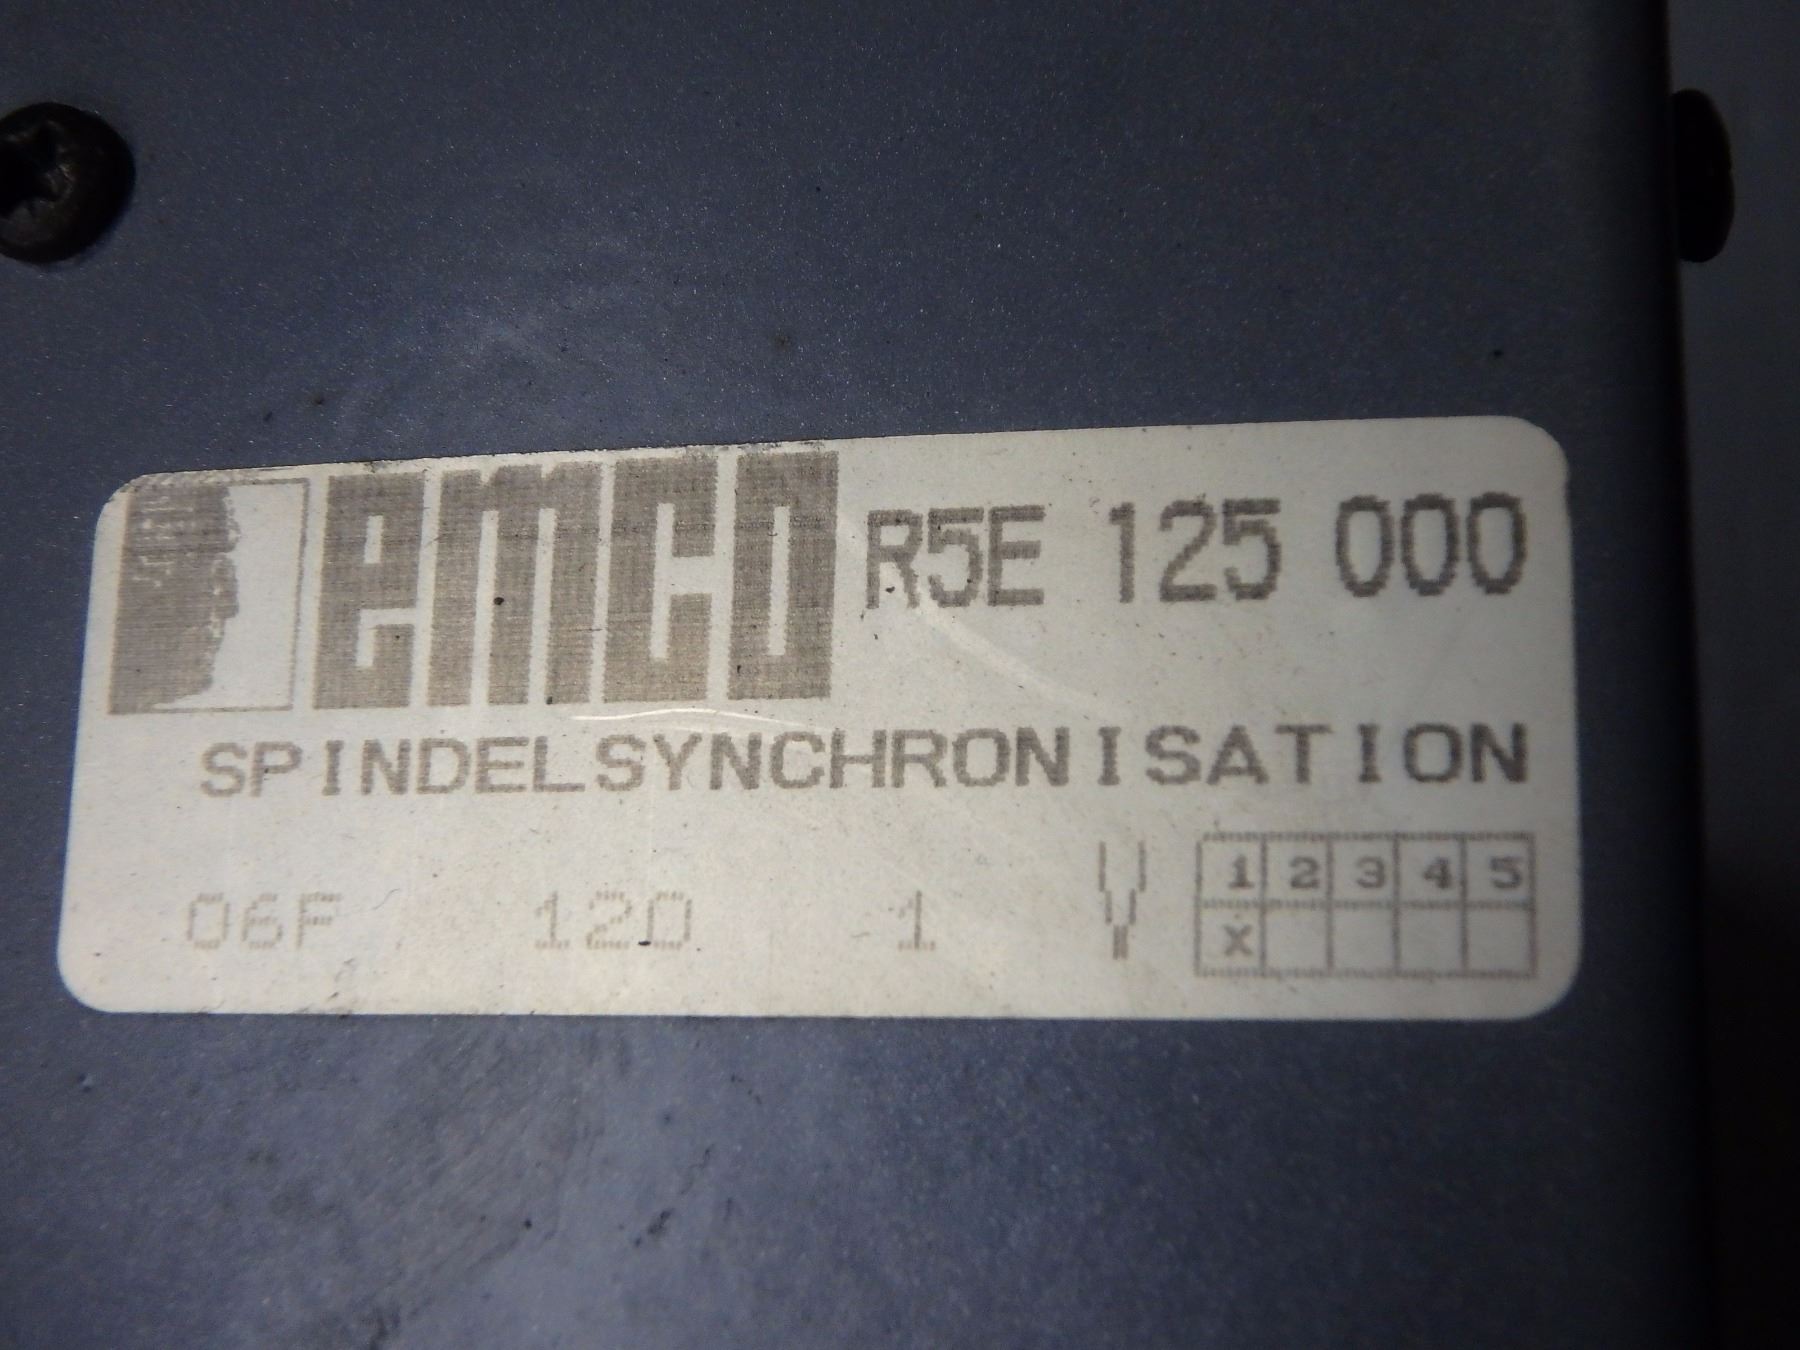 emco R5E 125 000
SPINDELSYNCHRONISATION
06F 120 1 V 1 2 3 4 5
X